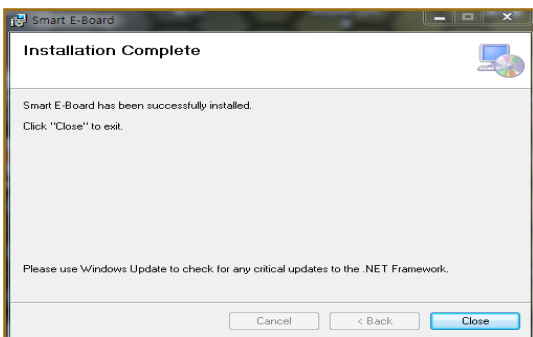 Smart E-Board
Installation Complete
Smart E-Board has been successfully installed.
Click "Close" to exit.
Please use Windows Update to check for any critical updates to the .NET Framework.
Cancel < Back Close